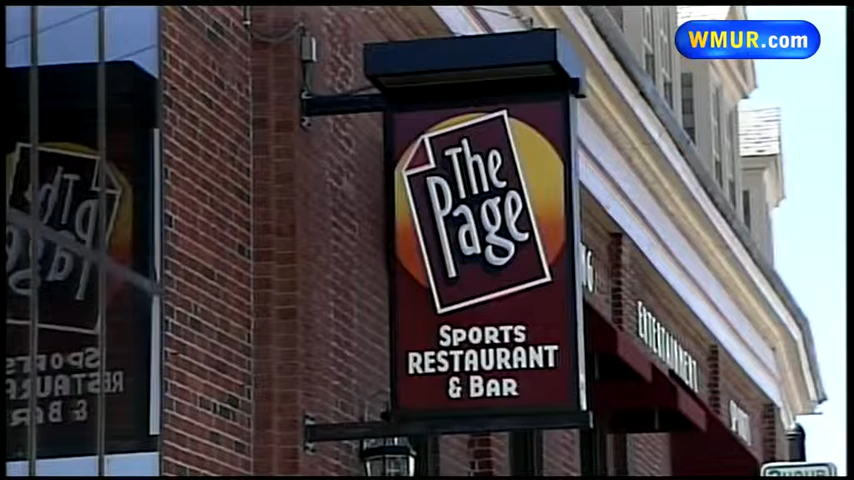 WMUR.com
The
Page
SPORTS
RESTAURANT
& BAR
ENTERTAINMENT